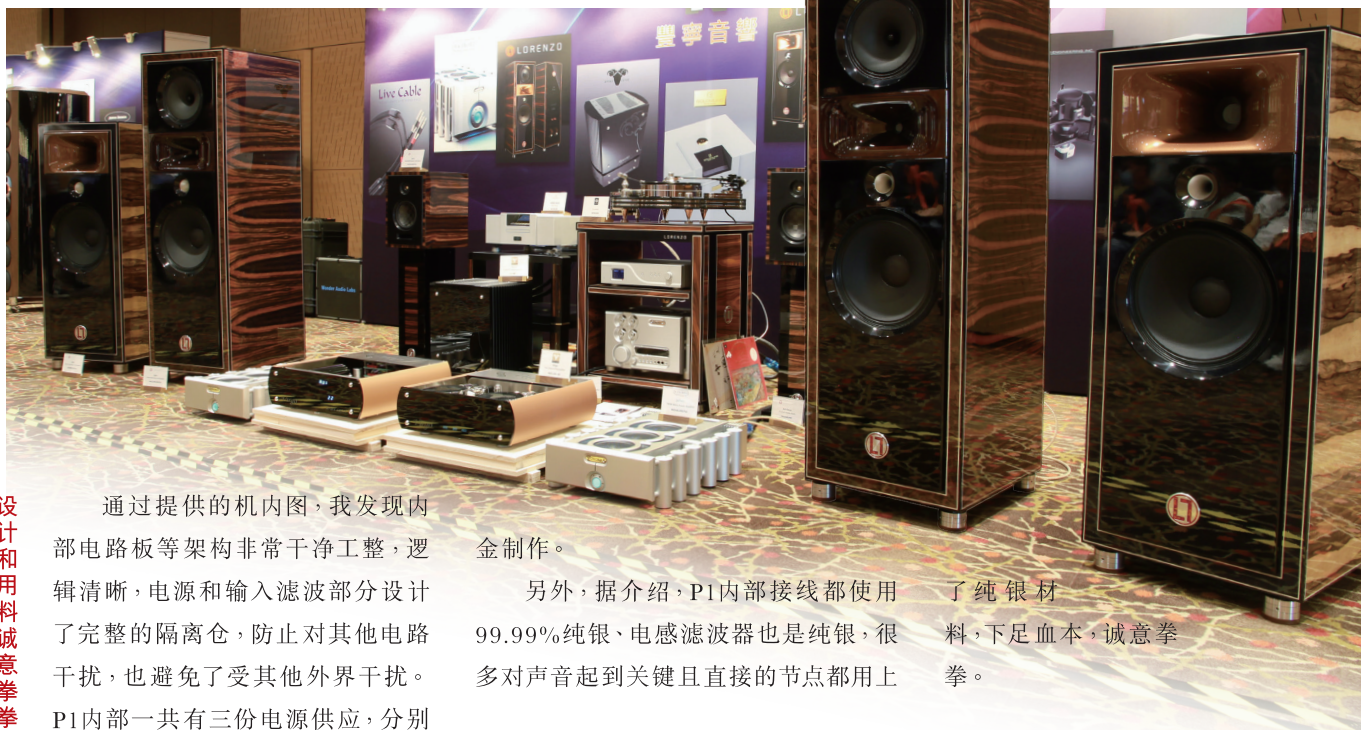 豐寧音響
LORENZO
Live Cable
LORENZO
Blender Audio Labs
设计和用料诚意拳拳
通过提供的机内图，我发现内
部电路板等架构非常干净工整，逻
辑清晰，电源和输入滤波部分设计
了完整的隔离仓，防止对其他电路
干扰，也避免了受其他外界干扰。
P1内部一共有三份电源供应，分别
金制作。
另外，据介绍，P1内部接线都使用
99.99%纯银、电感滤波器也是纯银，很
多对声音起到关键且直接的节点都用上
了纯银材
料，下足血本，诚意拳
拳。